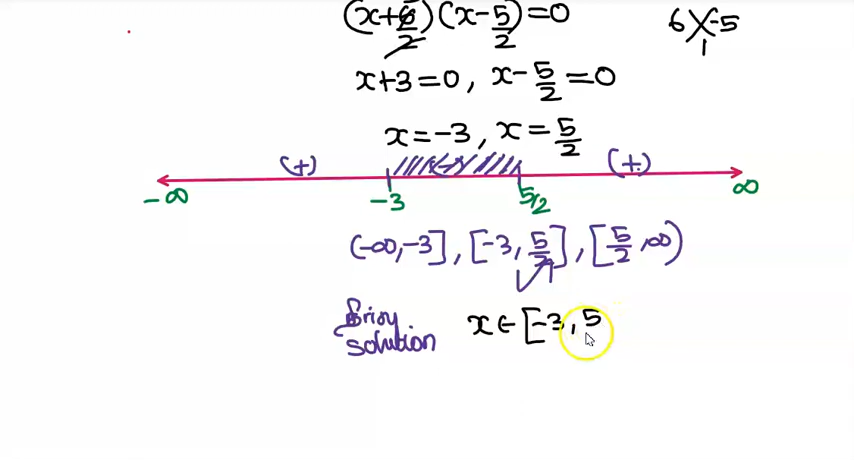 (x+6/2)(x-5/2)=0
6 -5
1
x+3=0, x-5/2=0
x=-3, x=5/2
(+) (-) (+)
-∞ -3 5/2 ∞
(-∞,-3], [-3, 5/2], [5/2, ∞)
solution x∈[-3, 5